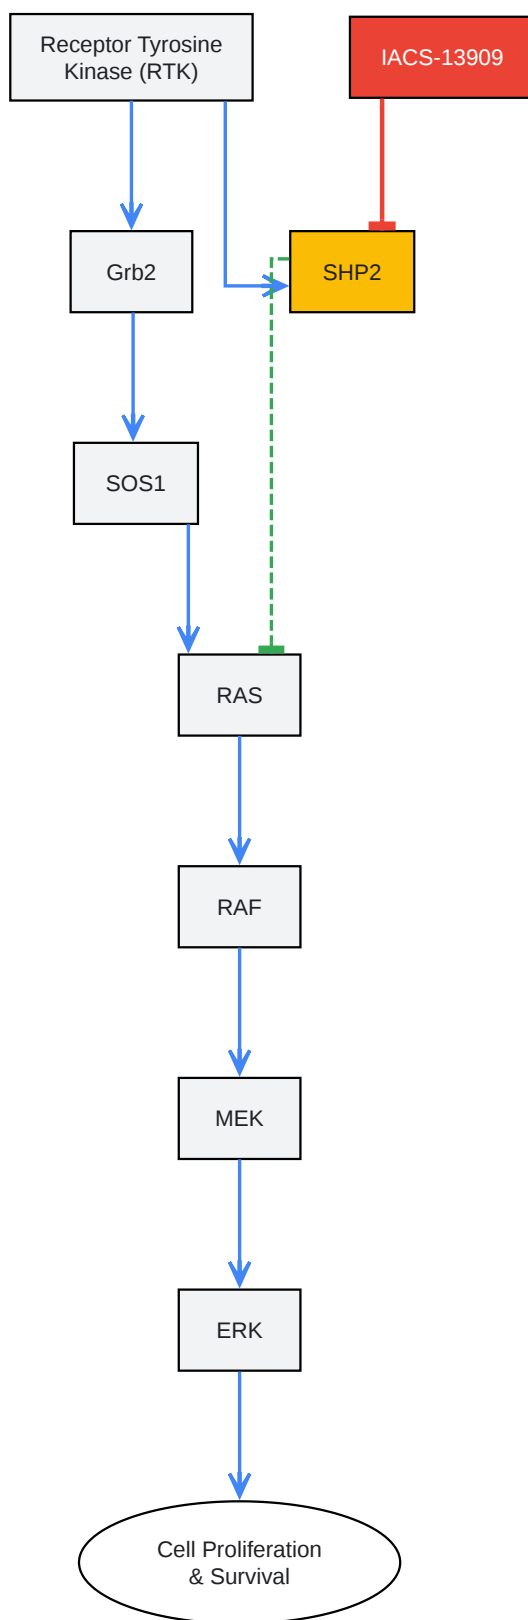 Receptor Tyrosine
Kinase (RTK)
IACS-13909
Grb2
SHP2
SOS1
RAS
RAF
MEK
ERK
Cell Proliferation
& Survival